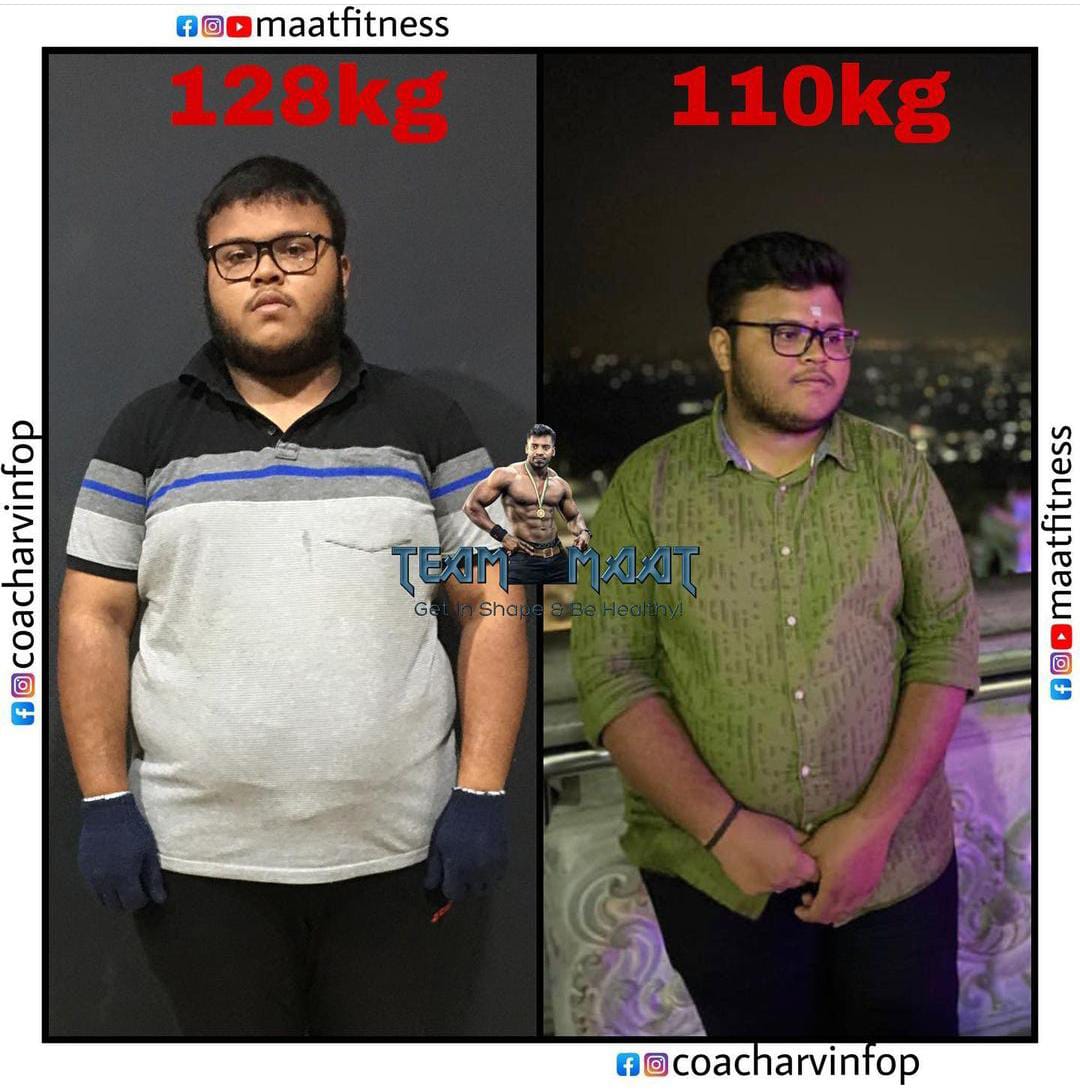 maatfitness
128kg
110kg
coacharvinfop
maatfitness
TEAM MAAT
Get In Shape & Be Healthy!
coacharvinfop